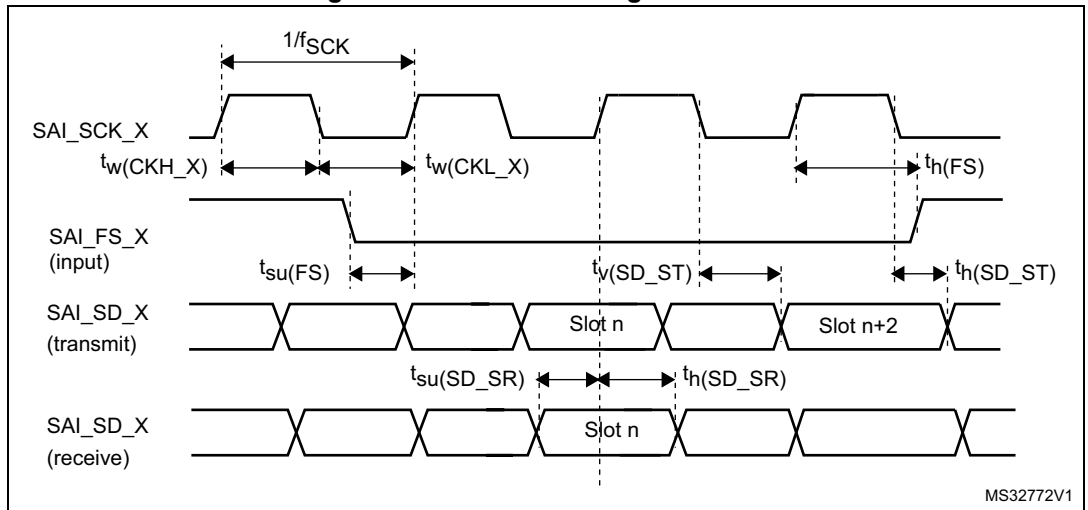 1/fSCK
SAI_SCK_X
tw(CKH_X)
tw(CKL_X)
th(FS)
SAI_FS_X
(input)
tsu(FS)
tv(SD_ST)
th(SD_ST)
SAI_SD_X
(transmit)
Slot n
Slot n+2
tsu(SD_SR)
th(SD_SR)
SAI_SD_X
(receive)
Slot n
MS32772V1